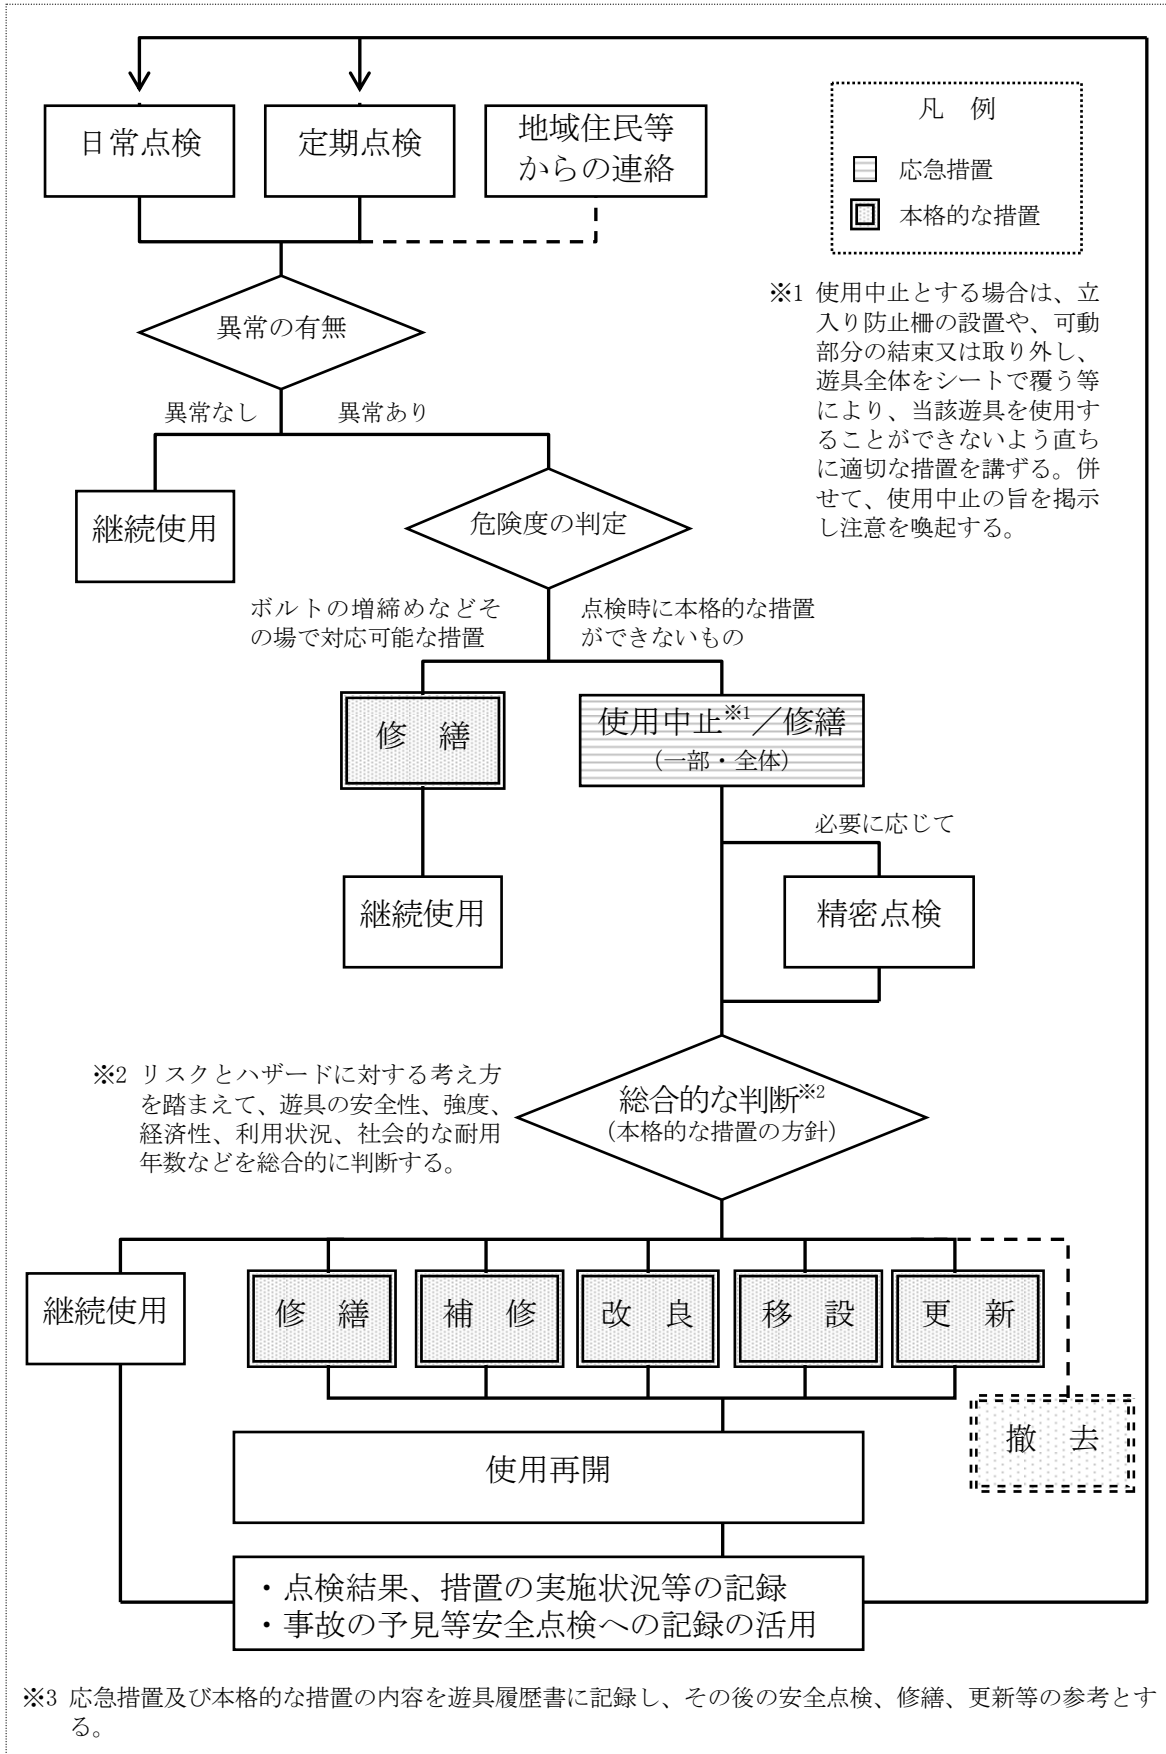 日常点検
定期点検
地域住民等
からの連絡
凡　例
応急措置
本格的な措置
異常の有無
※1 使用中止とする場合は、立
入り防止柵の設置や、可動
部分の結束又は取り外し、
遊具全体をシートで覆う等
により、当該遊具を使用す
ることができないよう直ち
に適切な措置を講ずる。併
せて、使用中止の旨を掲示
し注意を喚起する。
異常なし
異常あり
継続使用
危険度の判定
ボルトの増締めなどそ
の場で対応可能な措置
点検時に本格的な措置
ができないもの
修　繕
使用中止※1／修繕
（一部・全体）
必要に応じて
継続使用
精密点検
※2 リスクとハザードに対する考え方
を踏まえて、遊具の安全性、強度、
経済性、利用状況、社会的な耐用
年数などを総合的に判断する。
総合的な判断※2
（本格的な措置の方針）
継続使用
修　繕
補　修
改　良
移　設
更　新
撤　去
使用再開
・点検結果、措置の実施状況等の記録
・事故の予見等安全点検への記録の活用
※3 応急措置及び本格的な措置の内容を遊具履歴書に記録し、その後の安全点検、修繕、更新等の参考とす
る。